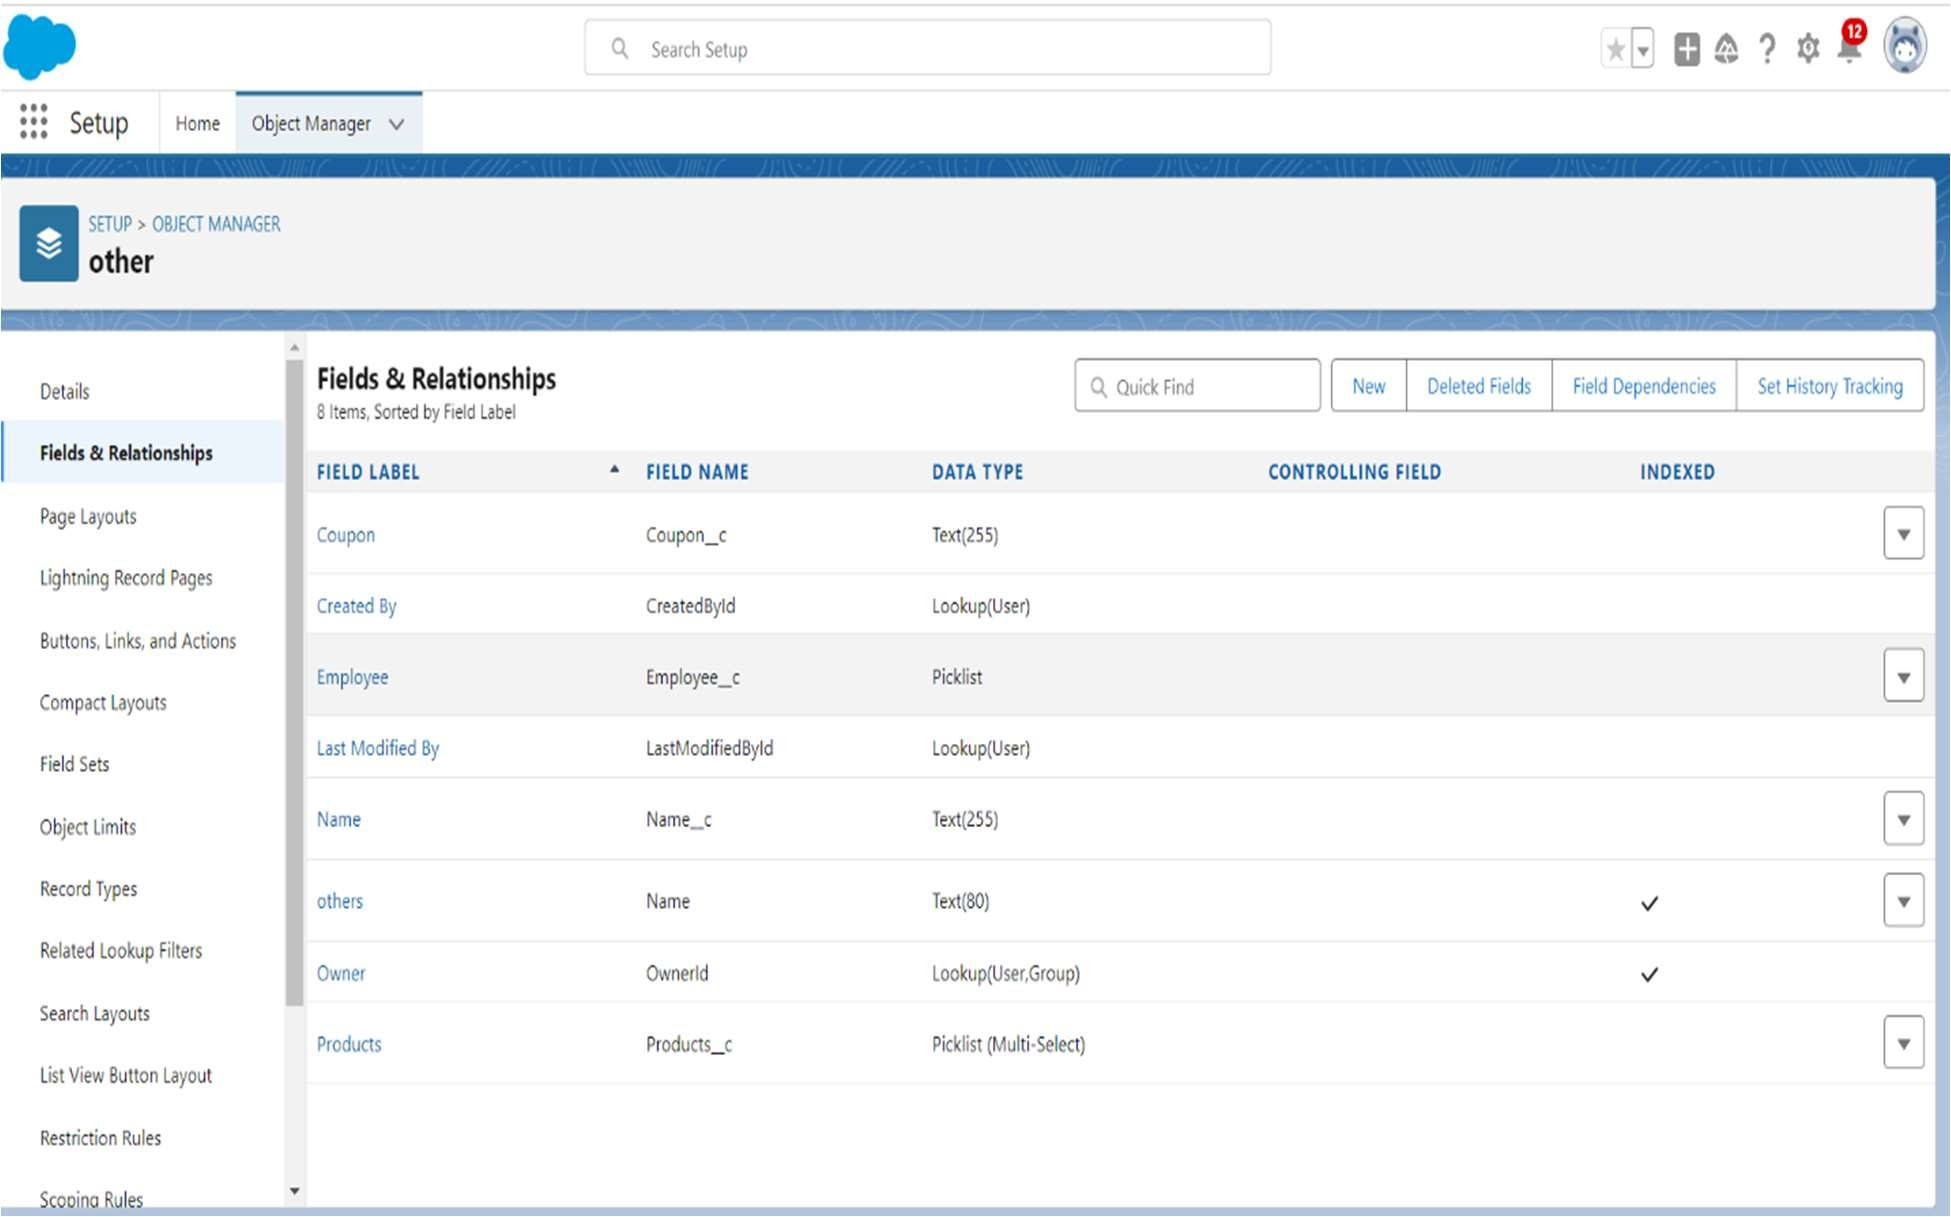 Search Setup
12
Setup Home Object Manager
SETUP > OBJECT MANAGER
other
Details
Fields & Relationships
Page Layouts
Lightning Record Pages
Buttons, Links, and Actions
Compact Layouts
Field Sets
Object Limits
Record Types
Related Lookup Filters
Search Layouts
List View Button Layout
Restriction Rules
Scoping Rules
Fields & Relationships
8 Items, Sorted by Field Label
Quick Find New Deleted Fields Field Dependencies Set History Tracking
FIELD LABEL FIELD NAME DATA TYPE CONTROLLING FIELD INDEXED
Coupon Coupon__c Text(255)
Created By CreatedById Lookup(User)
Employee Employee__c Picklist
Last Modified By LastModifiedById Lookup(User)
Name Name__c Text(255)
others Name Text(80)
Owner OwnerId Lookup(User,Group)
Products Products__c Picklist (Multi-Select)